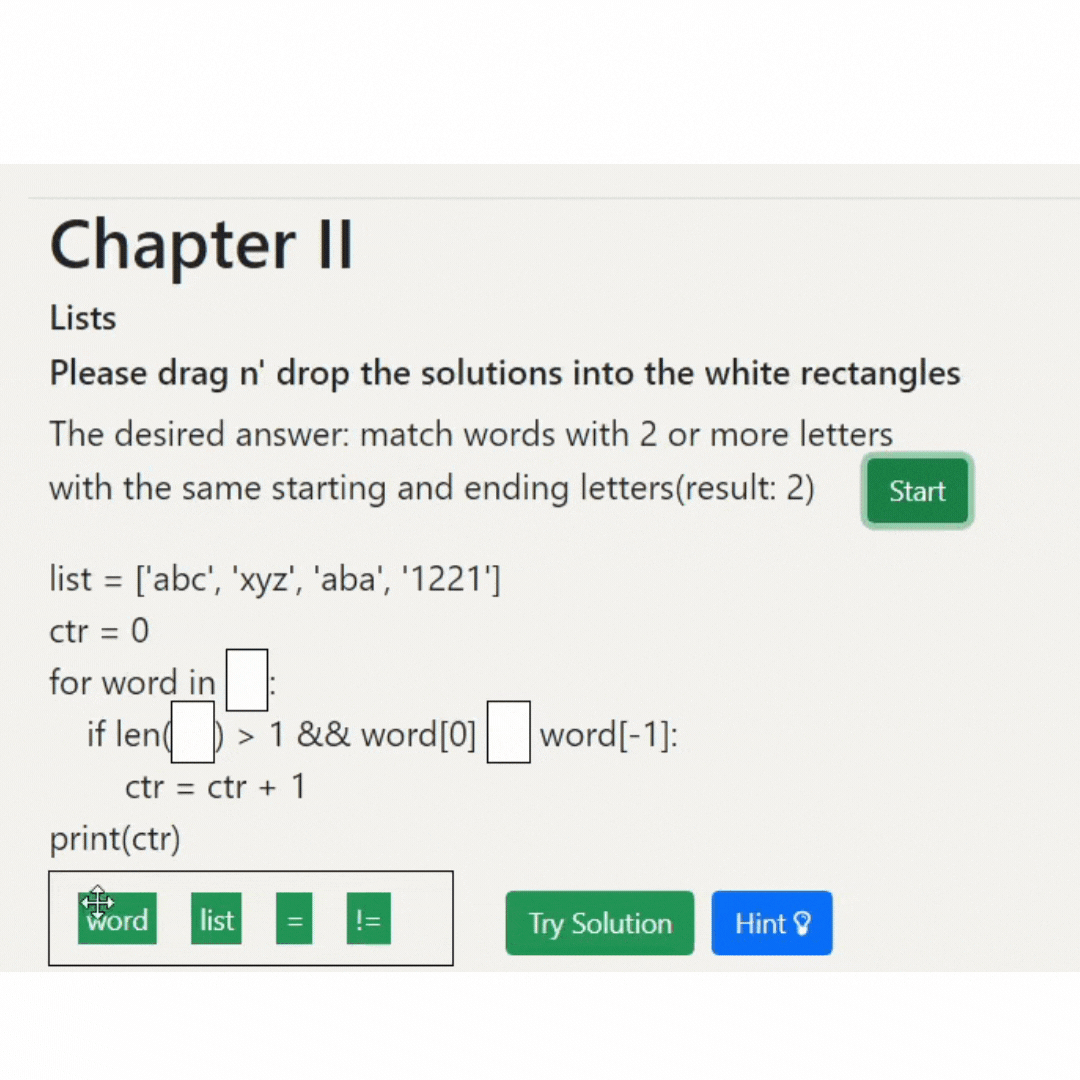 Chapter II
Lists
Please drag n' drop the solutions into the white rectangles
The desired answer: match words with 2 or more letters
with the same starting and ending letters(result: 2)
Start
list = ['abc', 'xyz', 'aba', '1221']
ctr = 0
for word in :
if len( ) > 1 && word[0] word[-1]:
ctr = ctr + 1
print(ctr)
word list = != Try Solution Hint